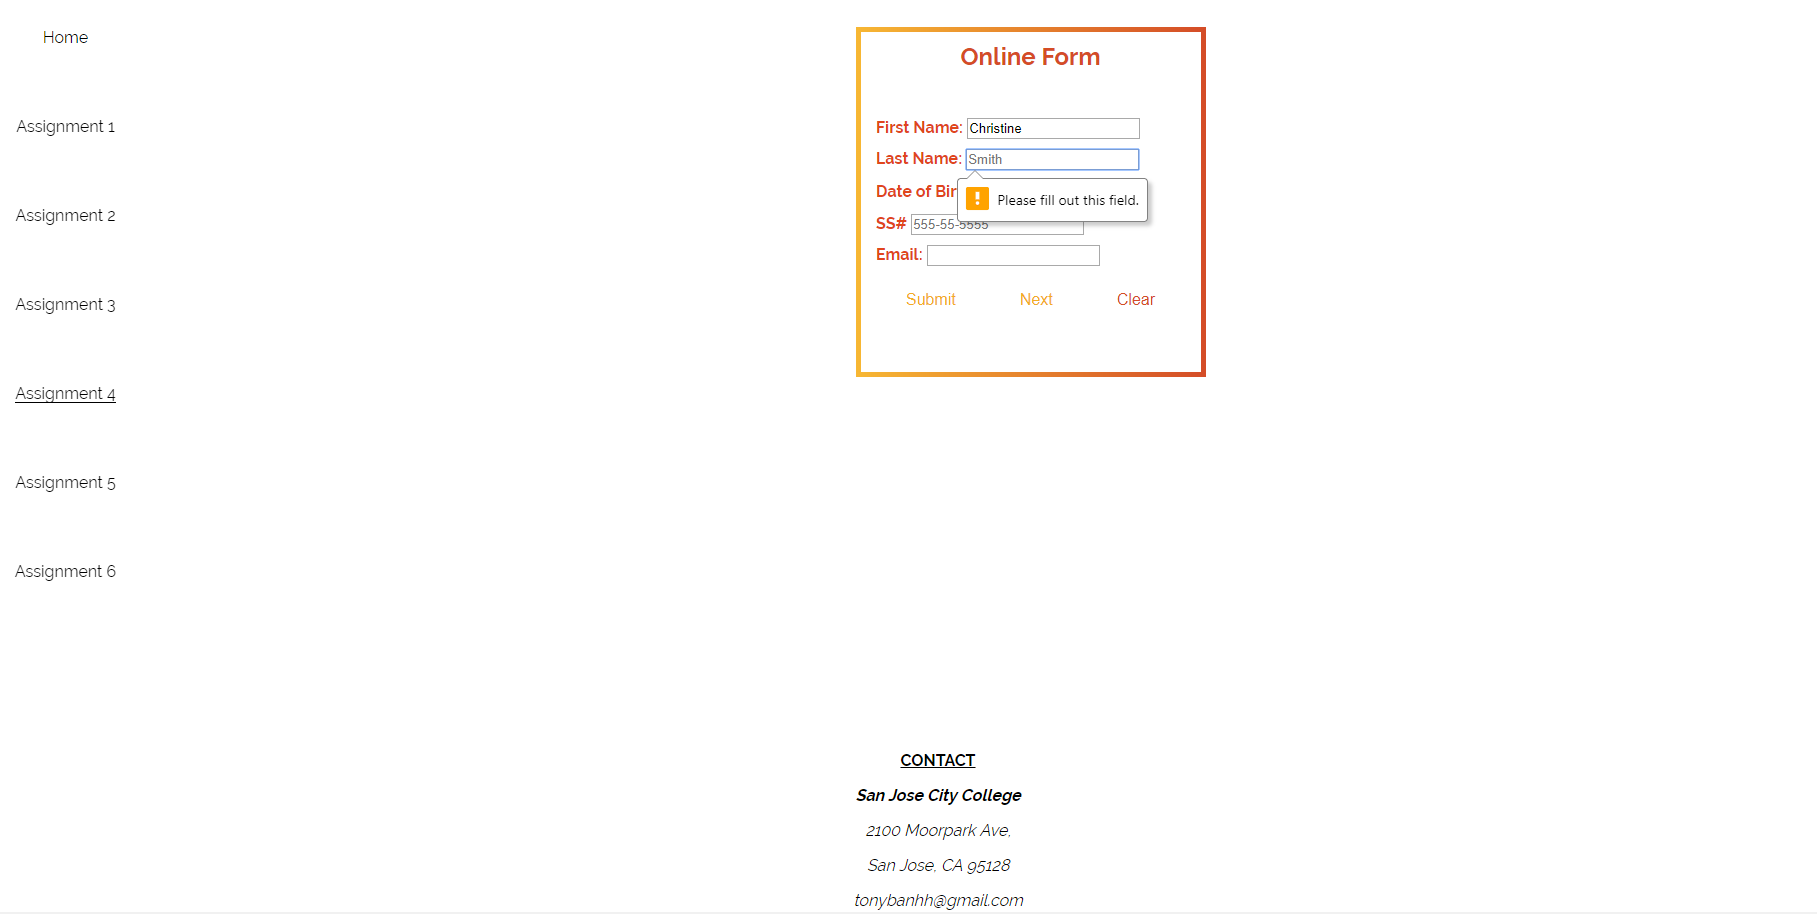 Home
Assignment 1
Assignment 2
Assignment 3
Assignment 4
Assignment 5
Assignment 6
Online Form
First Name: Christine
Last Name: Smith
Please fill out this field.
Date of Bir
SS# 555-55-5555
Email:
Submit Next Clear
CONTACT
San Jose City College
2100 Moorpark Ave,
San Jose, CA 95128
tonybanhh@gmail.com